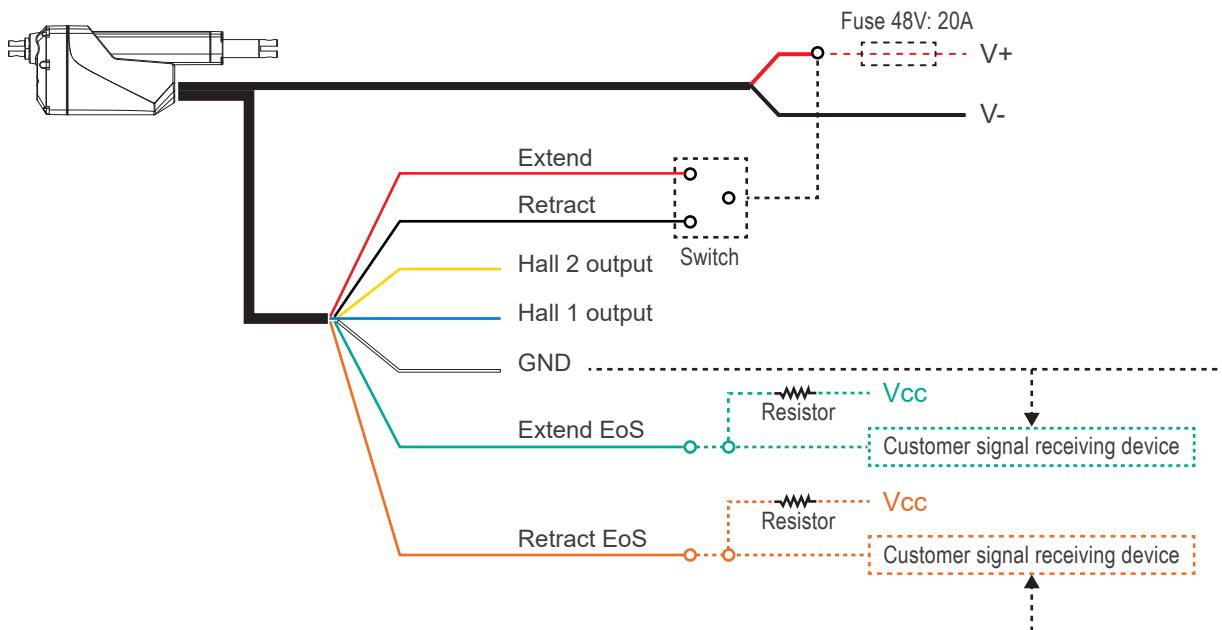 Fuse 48V: 20A
V+
V-
Extend
Retract
Switch
Hall 2 output
Hall 1 output
GND
Vcc
Resistor
Extend EoS
Customer signal receiving device
Vcc
Resistor
Retract EoS
Customer signal receiving device